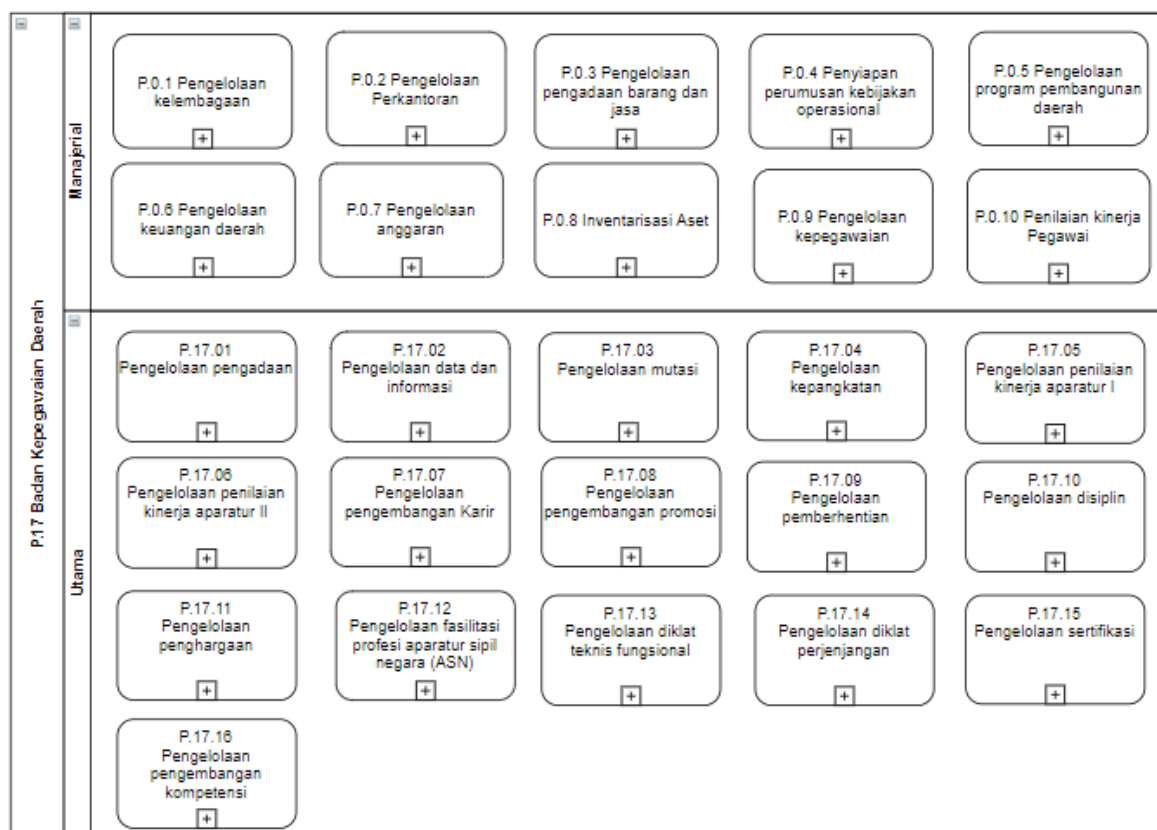 P.17 Badan Kepegawaian Daerah
Manajerial
P.0.1 Pengelolaan
kelembagaan
P.0.2 Pengelolaan
Perkantoran
P.0.3 Pengelolaan
pengadaan barang dan
jasa
P.0.4 Penyiapan
perumusan kebijakan
operasional
P.0.5 Pengelolaan
program pembangunan
daerah
P.0.6 Pengelolaan
keuangan daerah
P.0.7 Pengelolaan
anggaran
P.0.8 Inventarisasi Aset
P.0.9 Pengelolaan
kepegawaian
P.0.10 Penilaian kinerja
Pegawai
Utama
P.17.01
Pengelolaan pengadaan
P.17.02
Pengelolaan data dan
informasi
P.17.03
Pengelolaan mutasi
P.17.04
Pengelolaan
kepangkatan
P.17.05
Pengelolaan penilaian
kinerja aparatur I
P.17.06
Pengelolaan penilaian
kinerja aparatur II
P.17.07
Pengelolaan
pengembangan Karir
P.17.08
Pengelolaan
pengembangan promosi
P.17.09
Pengelolaan
pemberhentian
P.17.10
Pengelolaan disiplin
P.17.11
Pengelolaan
penghargaan
P.17.12
Pengelolaan fasilitasi
profesi aparatur sipil
negara (ASN)
P.17.13
Pengelolaan diklat
teknis fungsional
P.17.14
Pengelolaan diklat
perjenjangan
P.17.15
Pengelolaan sertifikasi
P.17.16
Pengelolaan
pengembangan
kompetensi